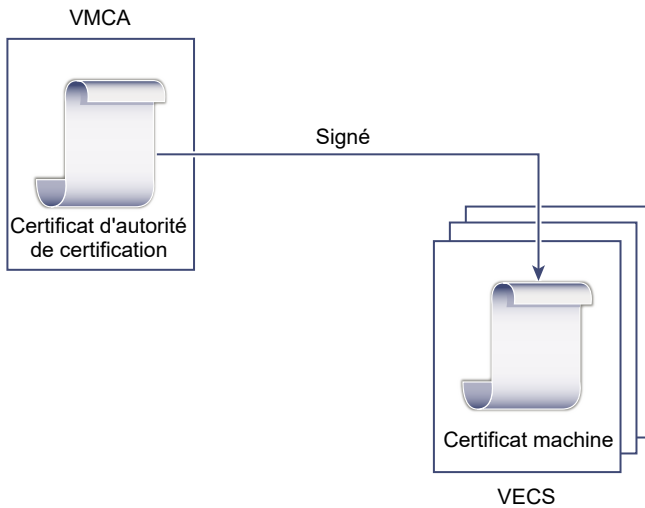 VMCA
Signé
Certificat d'autorité
de certification
Certificat machine
VECS